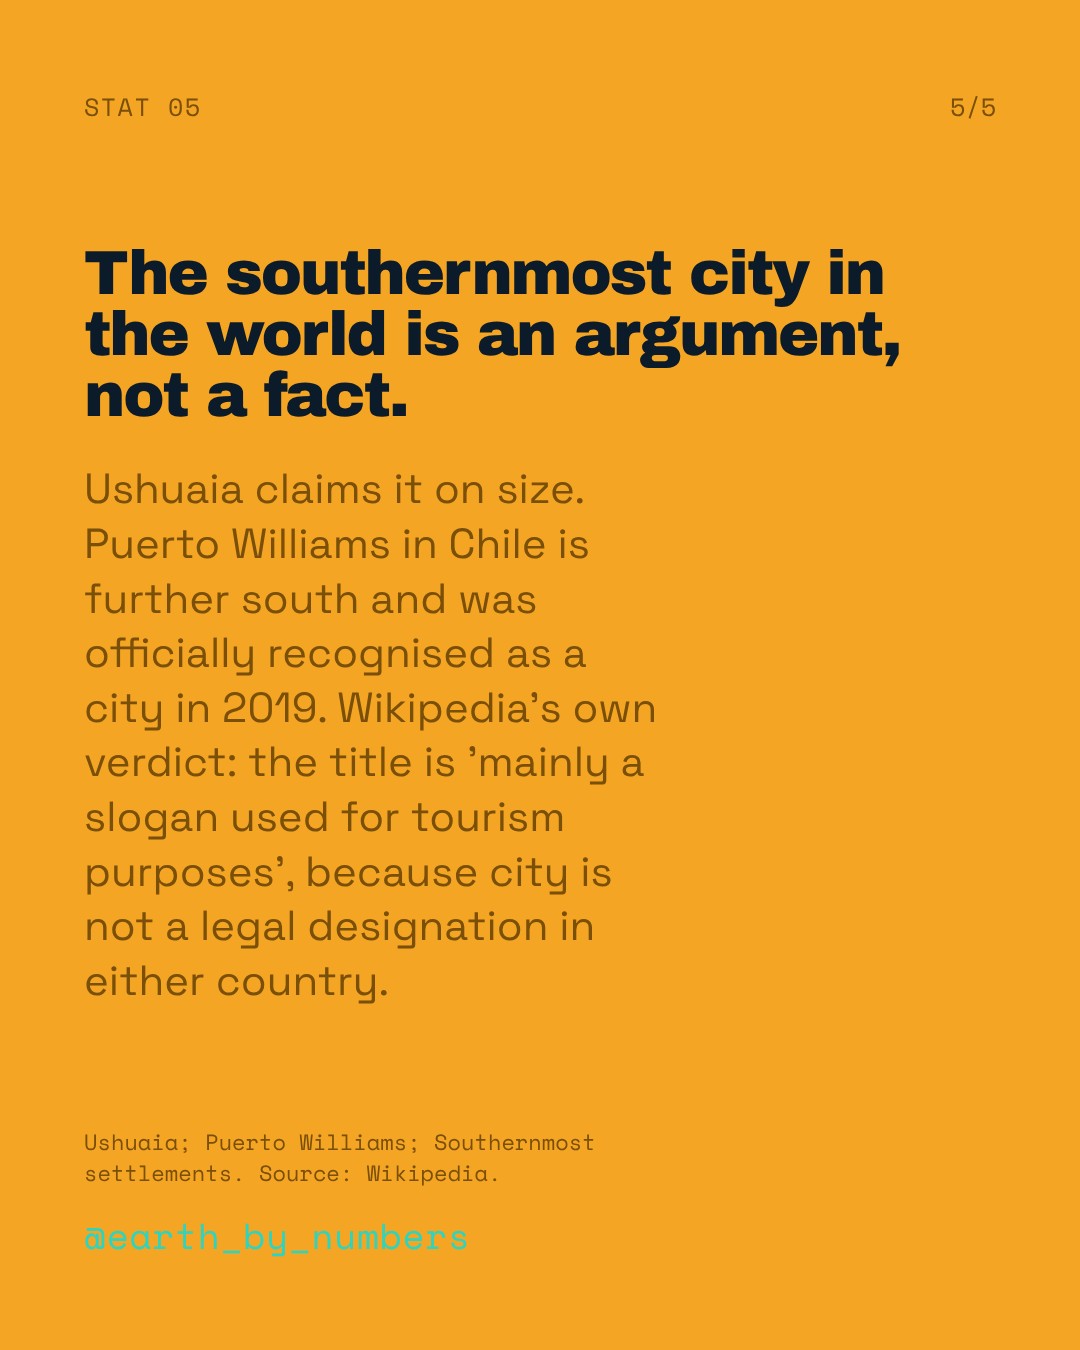 STAT 05
5/5
The southernmost city in
the world is an argument,
not a fact.
Ushuaia claims it on size.
Puerto Williams in Chile is
further south and was
officially recognised as a
city in 2019. Wikipedia’s own
verdict: the title is ’mainly a
slogan used for tourism
purposes’, because city is
not a legal designation in
either country.
Ushuaia; Puerto Williams; Southernmost
settlements. Source: Wikipedia.
@earth_by_numbers